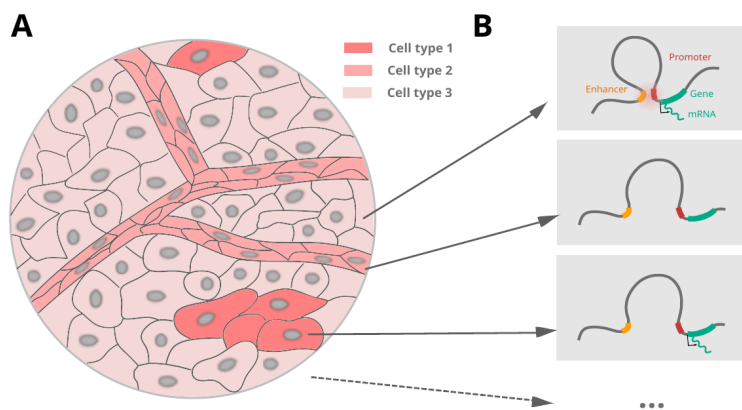 A
B
Cell type 1
Cell type 2
Cell type 3
Promoter
Enhancer
Gene
mRNA